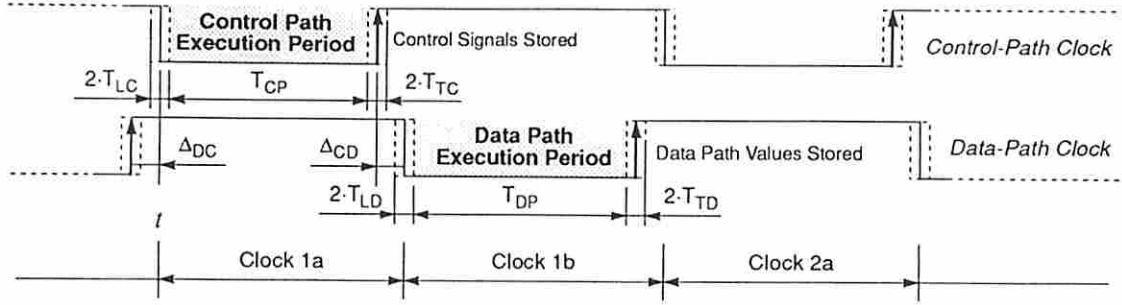 Control Path
Execution Period
Control Signals Stored
Control-Path Clock
2·T_LC
T_CP
2·T_TC
Δ_DC
Δ_CD
Data Path
Execution Period
Data Path Values Stored
Data-Path Clock
2·T_LD
T_DP
2·T_TD
t
Clock 1a
Clock 1b
Clock 2a